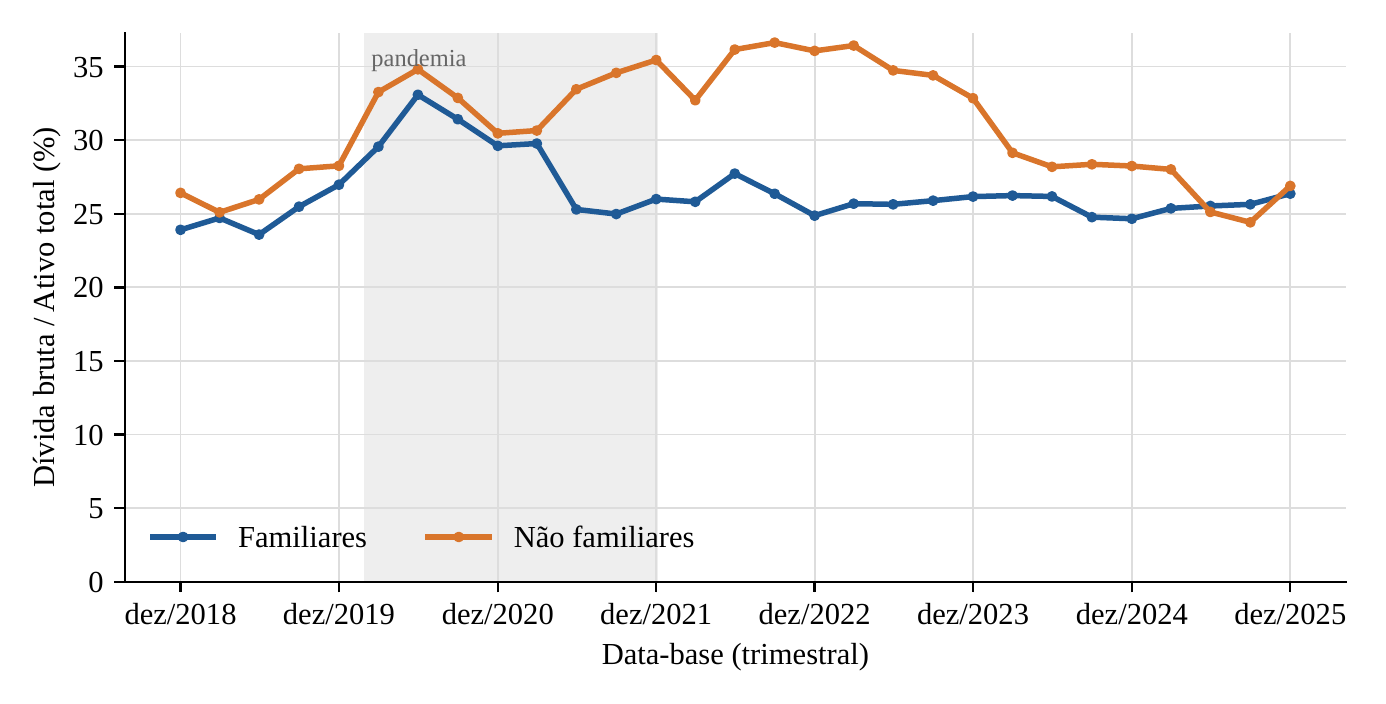 pandemia
Dívida bruta / Ativo total (%)
35
30
25
20
15
10
5
0
Familiares Não familiares
dez/2018 dez/2019 dez/2020 dez/2021 dez/2022 dez/2023 dez/2024 dez/2025
Data-base (trimestral)